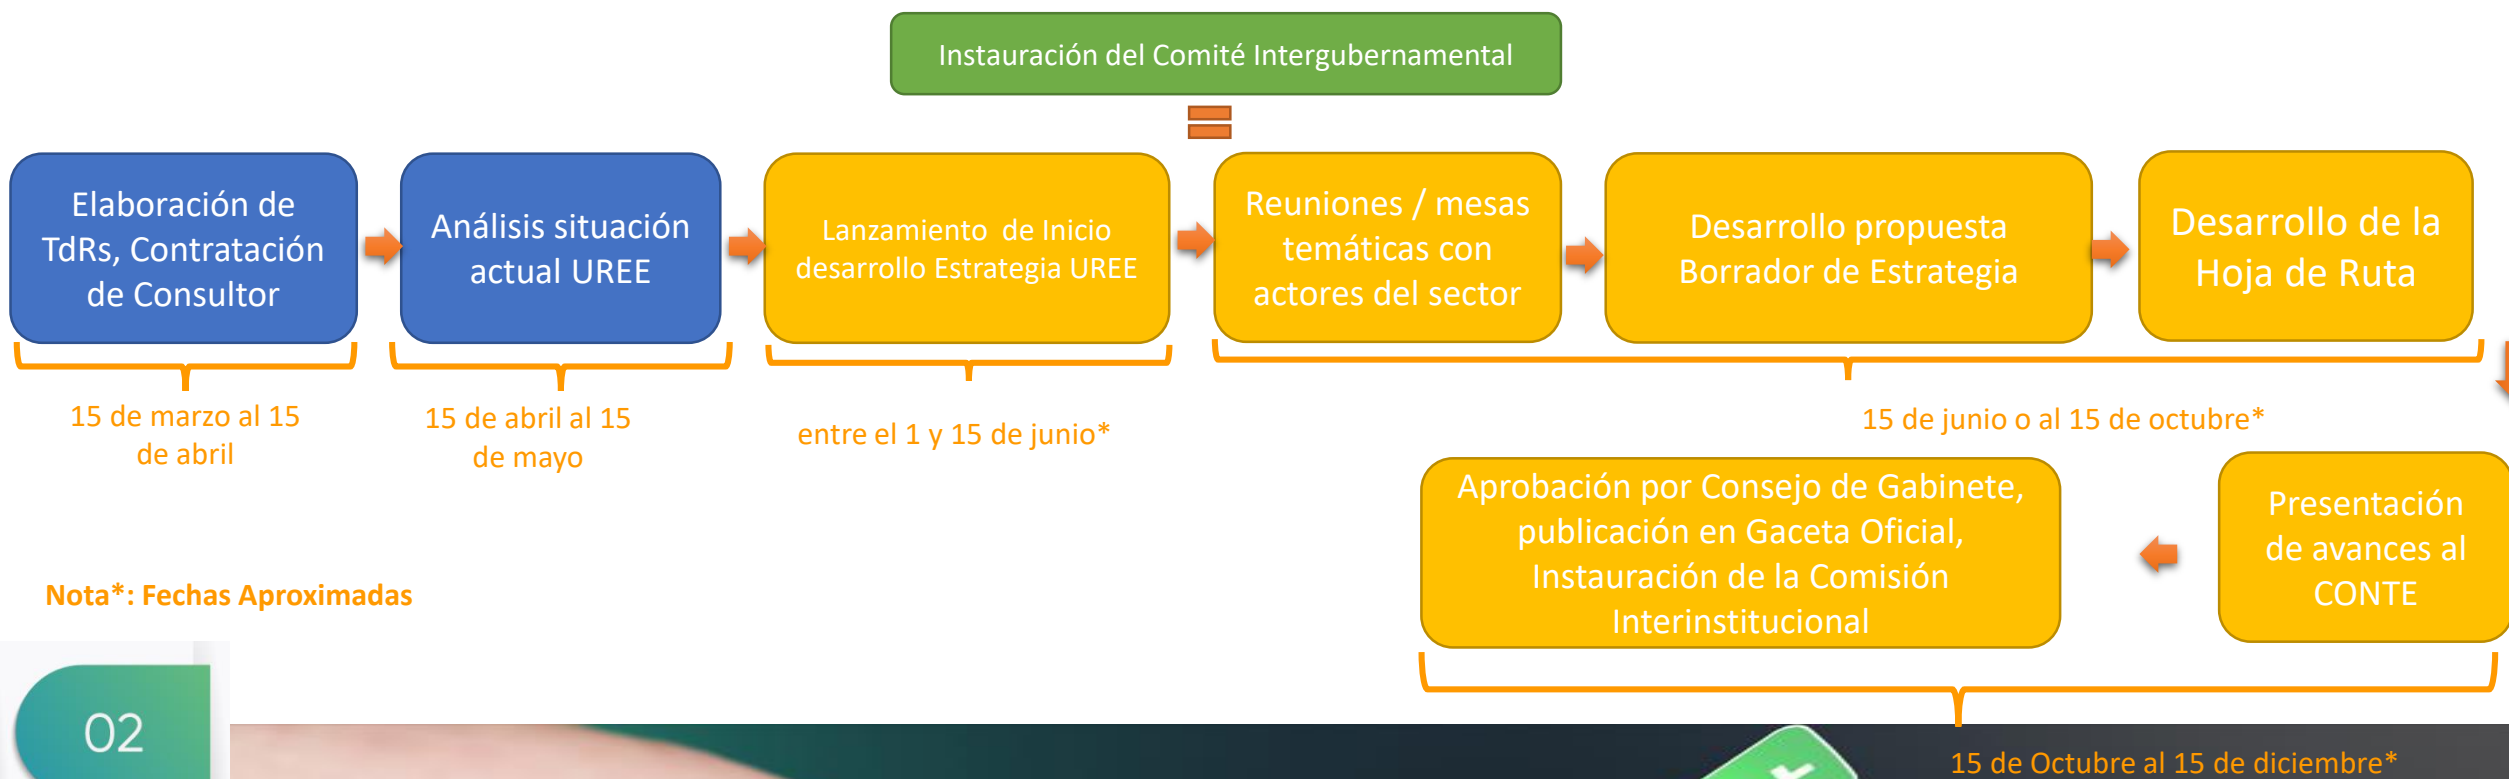 Instauración del Comité Intergubernamental
Elaboración de
TdRs, Contratación
de Consultor
Análisis situación
actual UREE
Lanzamiento  de Inicio
desarrollo Estrategia UREE
Reuniones / mesas
temáticas con
actores del sector
Desarrollo propuesta
Borrador de Estrategia
Desarrollo de la
Hoja de Ruta
15 de marzo al 15
de abril
15 de abril al 15
de mayo
entre el 1 y 15 de junio*
15 de junio o al 15 de octubre*
Aprobación por Consejo de Gabinete,
publicación en Gaceta Oficial,
Instauración de la Comisión
Interinstitucional
Presentación
de avances al
CONTE
Nota*: Fechas Aproximadas
02
15 de Octubre al 15 de diciembre*